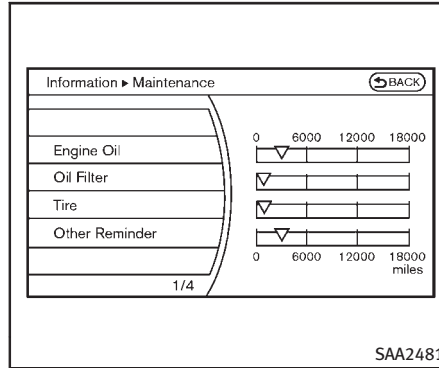 Information ▸ Maintenance
BACK
0 6000 12000 18000
Engine Oil
Oil Filter
Tire
Other Reminder
0 6000 12000 18000
miles
1/4
SAA2481